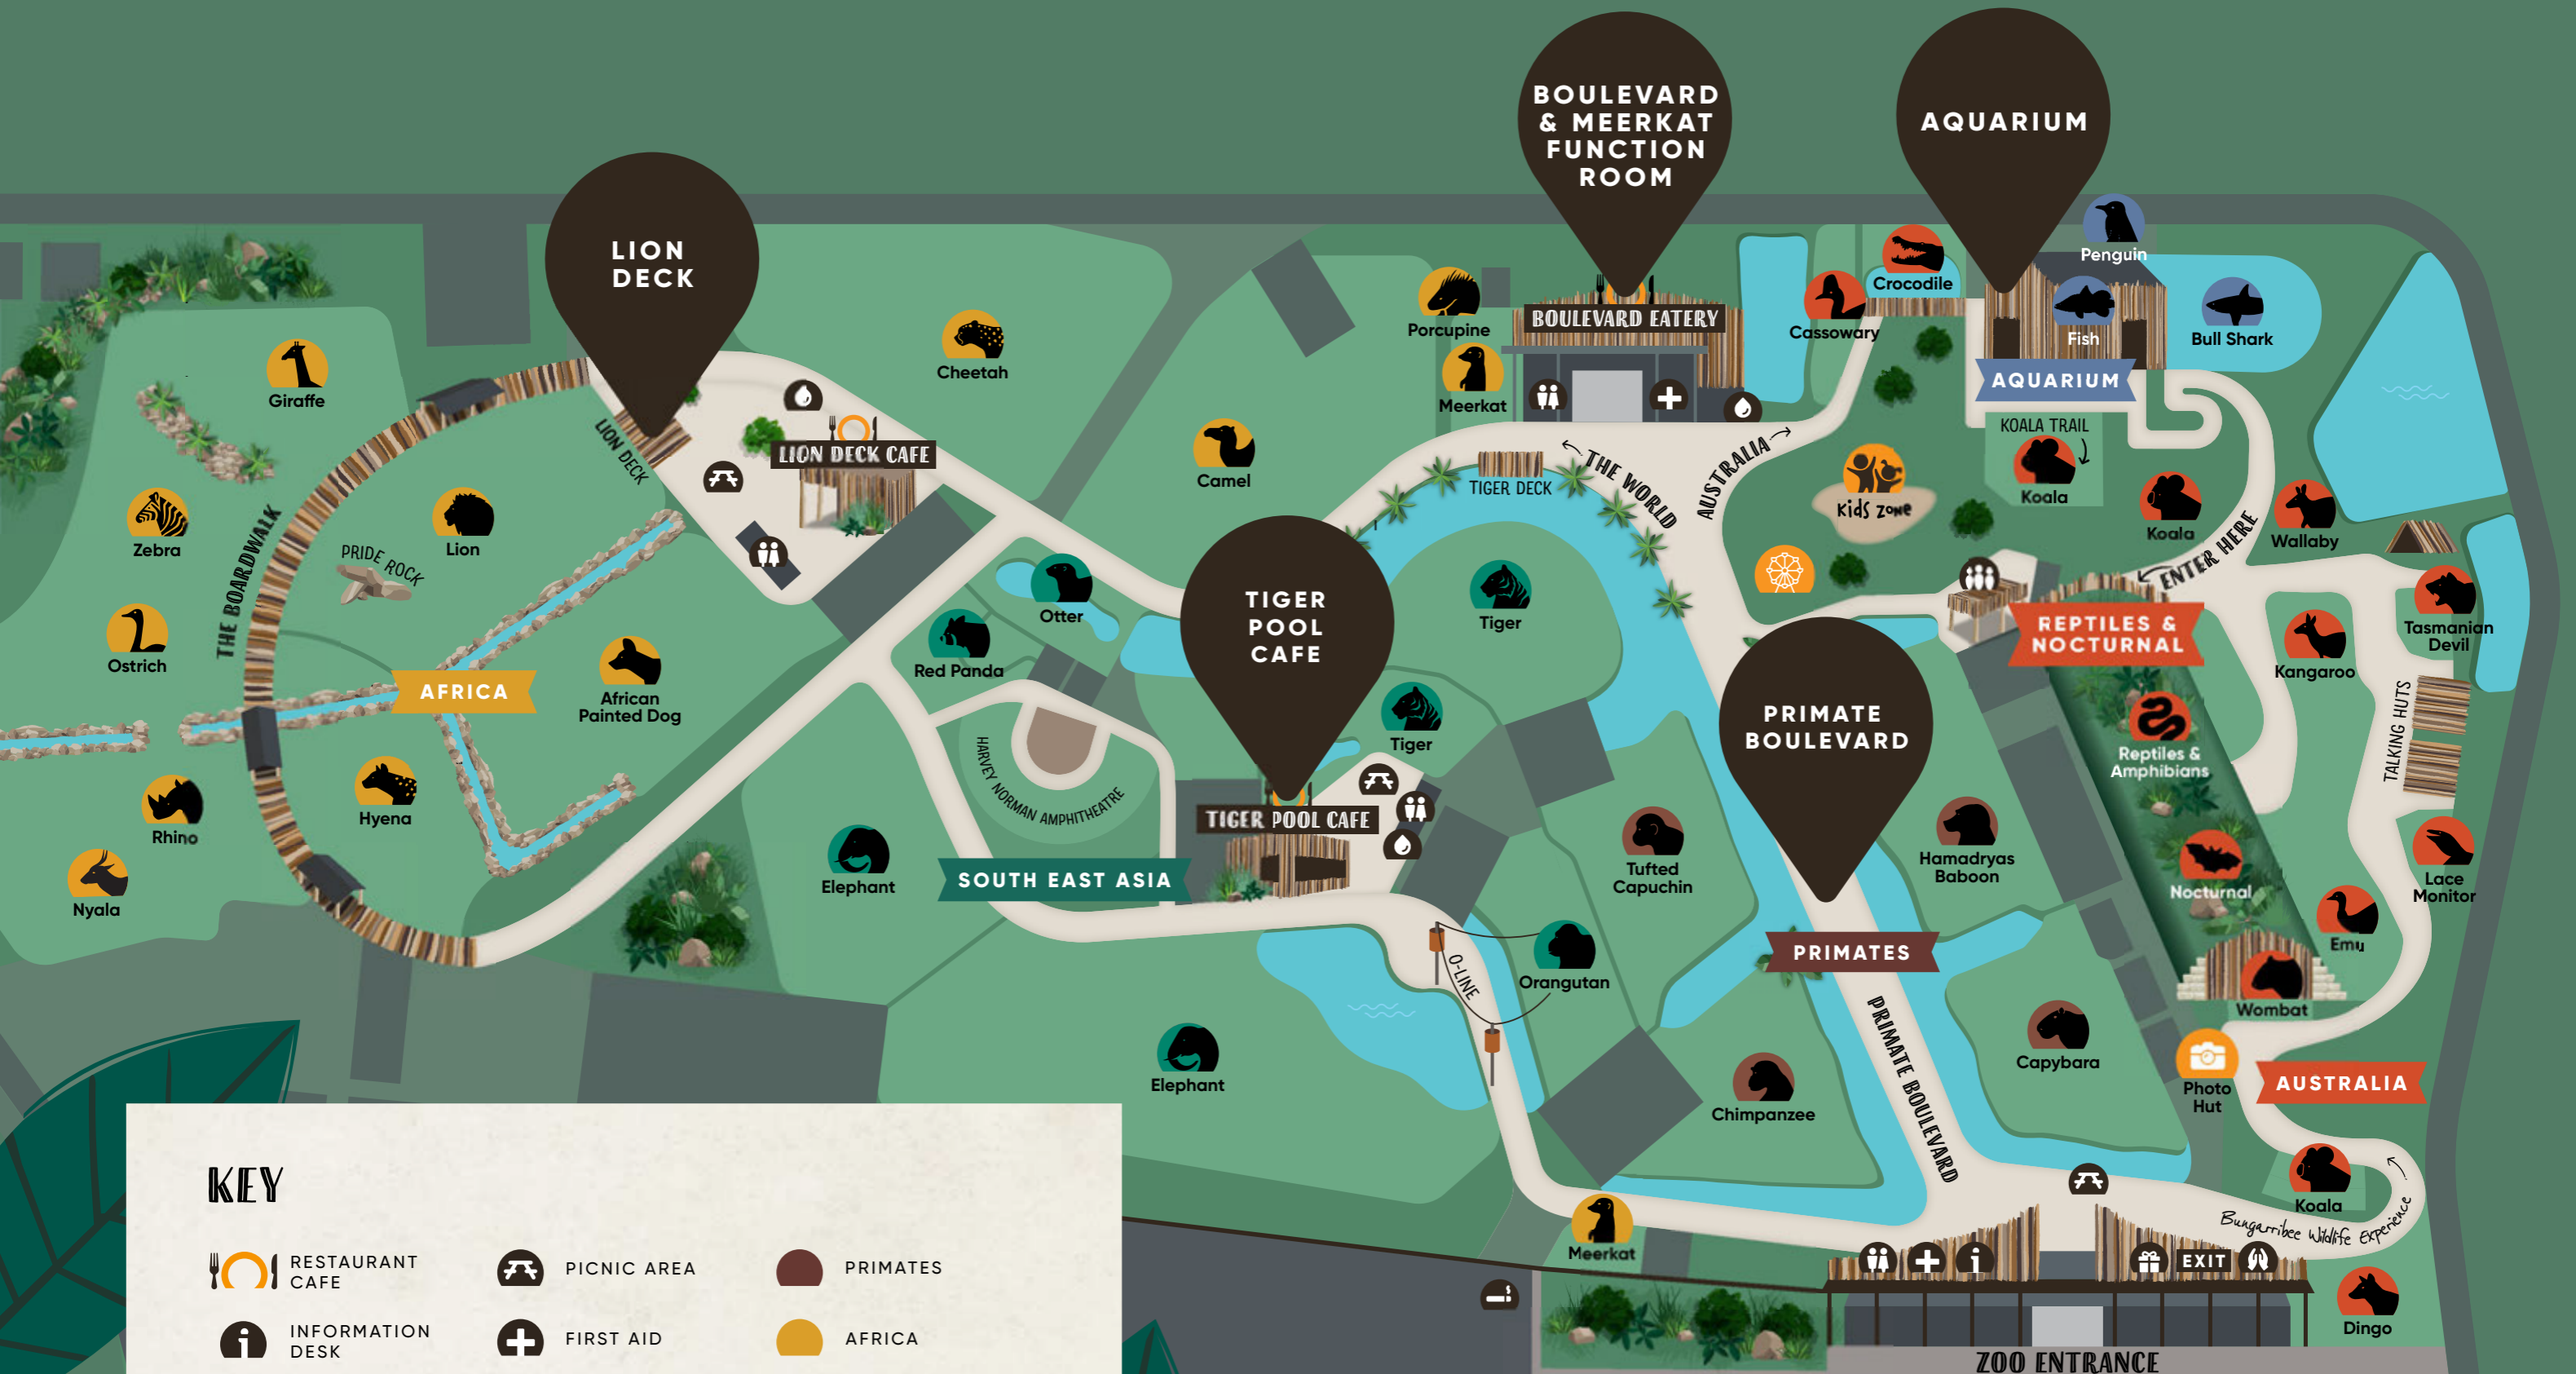 BOULEVARD
& MEERKAT
FUNCTION
ROOM
AQUARIUM
LION
DECK
Penguin
Crocodile
Cassowary
Fish
Bull Shark
Porcupine
BOULEVARD EATERY
Meerkat
AQUARIUM
Cheetah
Giraffe
LION DECK
LION DECK CAFE
Camel
TIGER DECK
THE WORLD
AUSTRALIA
KOALA TRAIL
Koala
Kids Zone
Koala
Wallaby
ENTER HERE
Zebra
Lion
PRIDE ROCK
THE BOARDWALK
TIGER
POOL
CAFE
Otter
Tiger
REPTILES &
NOCTURNAL
Tasmanian
Devil
Kangaroo
Ostrich
Red Panda
AFRICA
African
Painted Dog
PRIMATE
BOULEVARD
Tiger
TALKING HUTS
Reptiles &
Amphibians
HARVEY NORMAN AMPHITHEATRE
TIGER POOL CAFE
Rhino
Hyena
Elephant
SOUTH EAST ASIA
Tufted
Capuchin
Hamadryas
Baboon
Nocturnal
Lace
Monitor
Nyala
Emu
PRIMATES
O-LINE
Orangutan
Wombat
PRIMATE BOULEVARD
Capybara
Elephant
Chimpanzee
Photo
Hut
AUSTRALIA
Koala
Bungarribee Wildlife Experience
Meerkat
EXIT
Dingo
ZOO ENTRANCE
KEY
RESTAURANT
CAFE
PICNIC AREA
PRIMATES
INFORMATION
DESK
FIRST AID
AFRICA